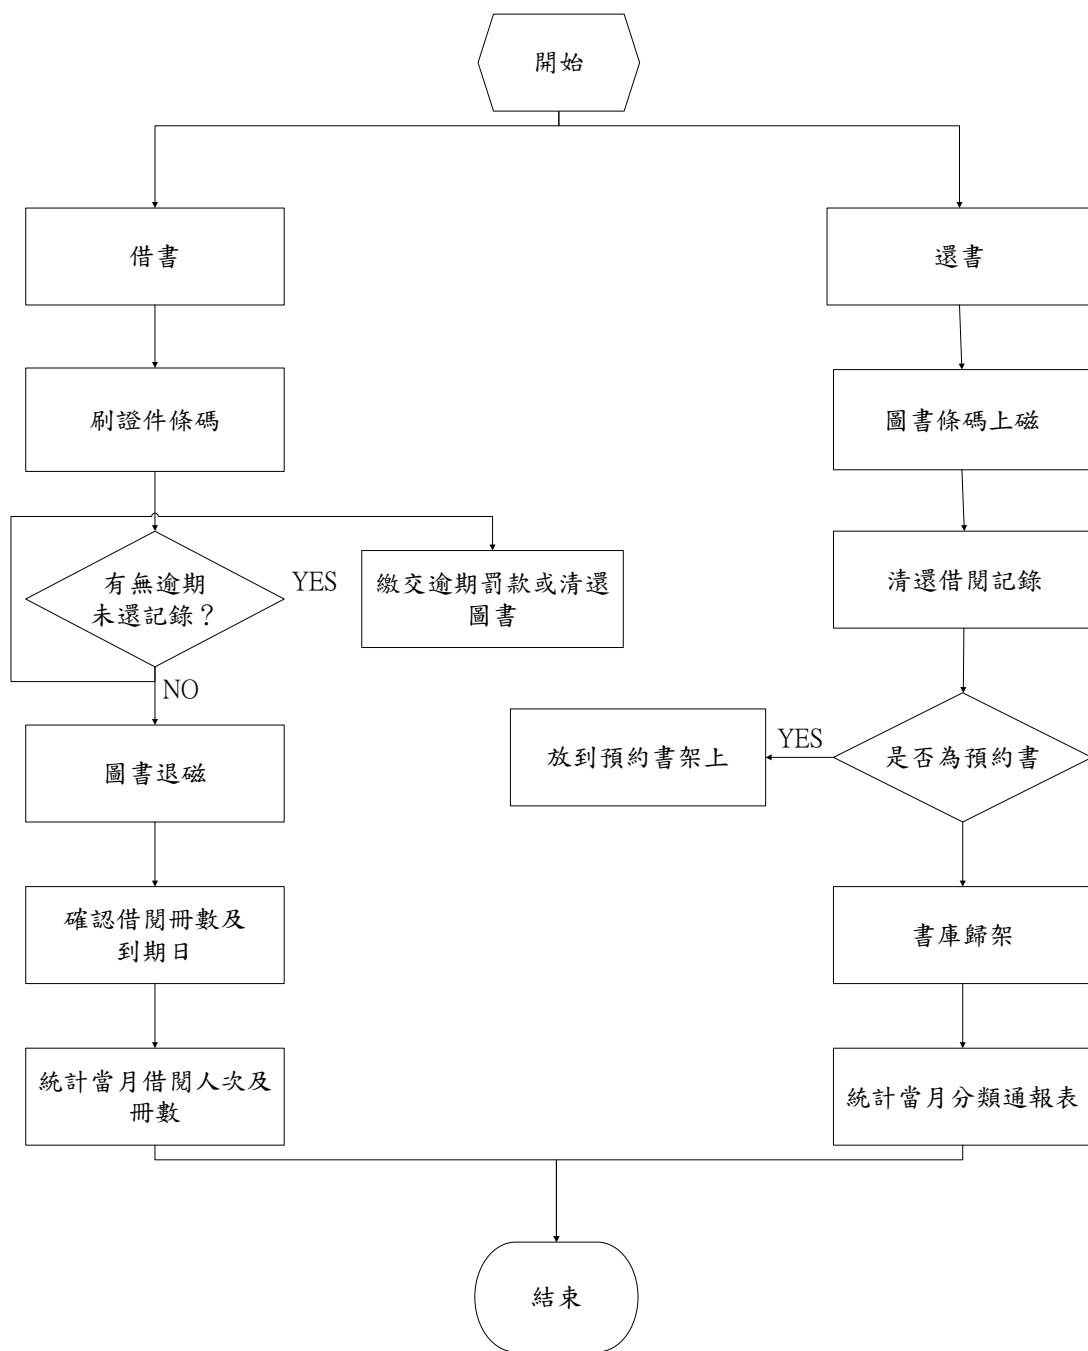 開始
借書
還書
刷證件條碼
圖書條碼上磁
有無逾期
未還記錄？
YES
繳交逾期罰款或清還
圖書
清還借閱記錄
NO
圖書退磁
放到預約書架上
YES
是否為預約書
確認借閱冊數及
到期日
書庫歸架
統計當月借閱人次及
冊數
統計當月分類通報表
結束